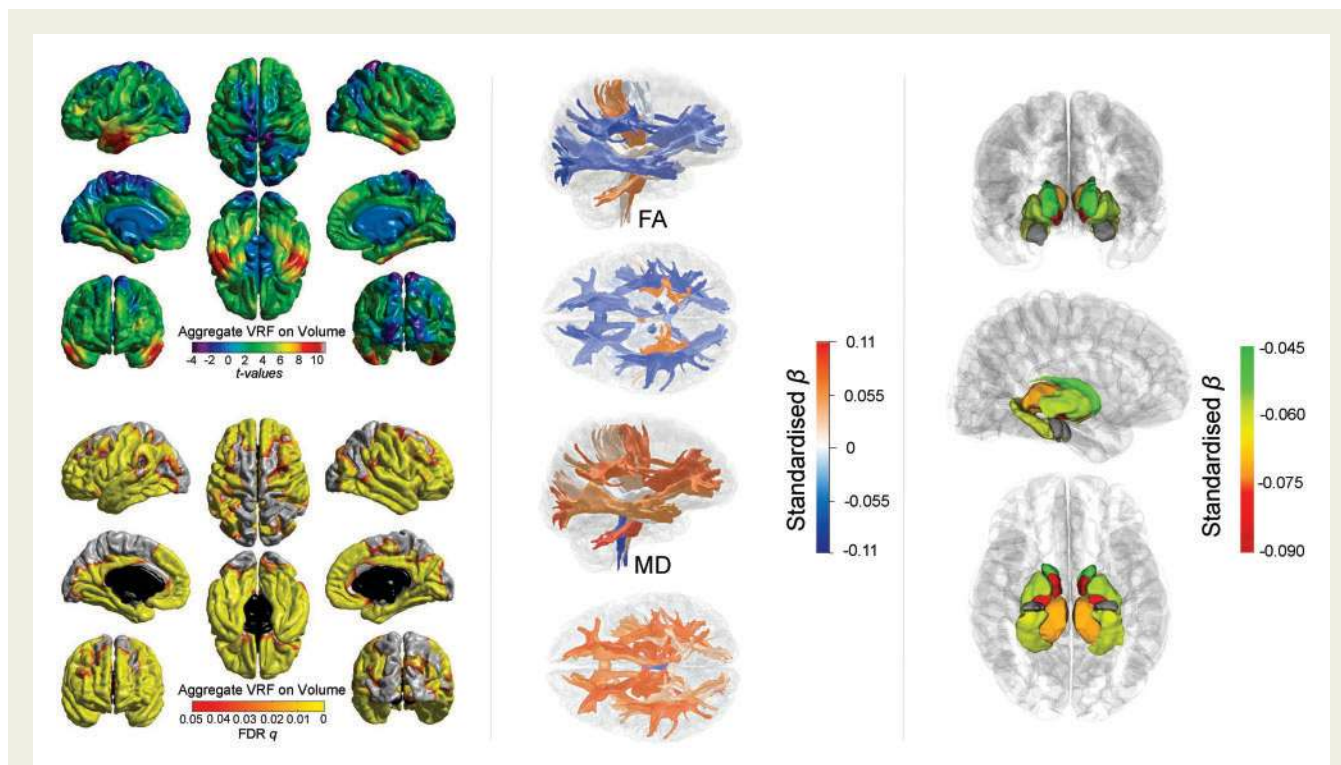 Aggregate VRF on Volume
-4 -2 0 2 4 6 8 10
t-values
Aggregate VRF on Volume
0.05 0.04 0.03 0.02 0.01 0
FDR q
FA
MD
Standardised β
0.11
0.055
0
-0.055
-0.11
Standardised β
-0.045
-0.060
-0.075
-0.090